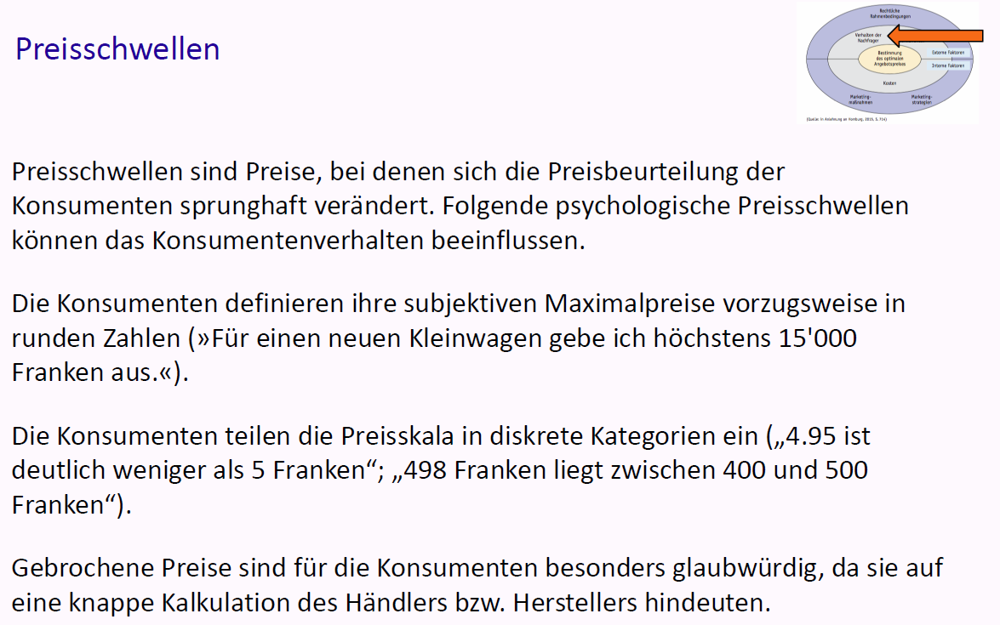 Preisschwellen
Rechtliche
Rahmenbedingungen
Verhalten der
Nachfrager
Bestimmung
des optimalen
Angebotspreises
Externe Faktoren
Interne Faktoren
Kosten
Marketing-
maßnahmen
Marketing-
strategien
(Quelle: in Anlehnung an Homburg, 2015, S.714)
Preisschwellen sind Preise, bei denen sich die Preisbeurteilung der
Konsumenten sprunghaft verändert. Folgende psychologische Preisschwellen
können das Konsumentenverhalten beeinflussen.
Die Konsumenten definieren ihre subjektiven Maximalpreise vorzugsweise in
runden Zahlen (»Für einen neuen Kleinwagen gebe ich höchstens 15'000
Franken aus.«).
Die Konsumenten teilen die Preisskala in diskrete Kategorien ein („4.95 ist
deutlich weniger als 5 Franken“; „498 Franken liegt zwischen 400 und 500
Franken“).
Gebrochene Preise sind für die Konsumenten besonders glaubwürdig, da sie auf
eine knappe Kalkulation des Händlers bzw. Herstellers hindeuten.